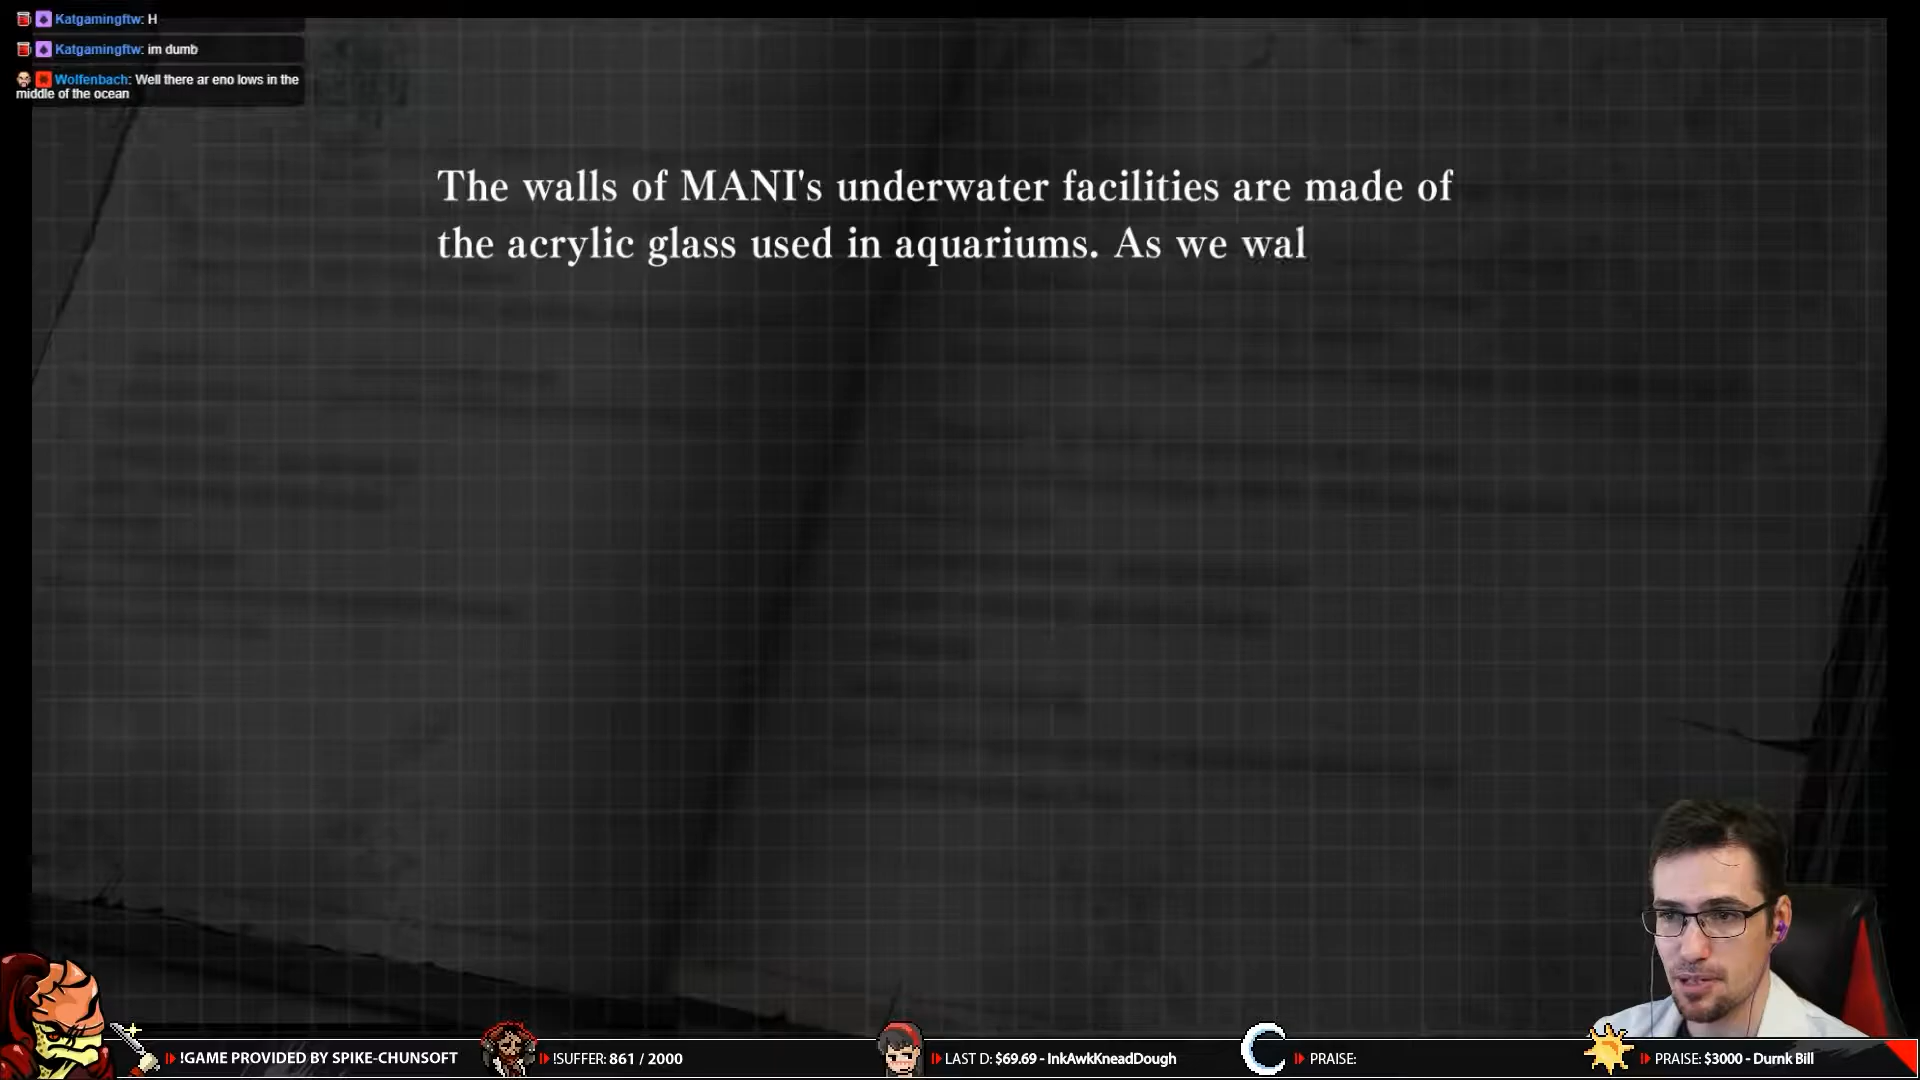 Katgamingftw: H
Katgamingftw: im dumb
Wolfenbach: Well there ar eno lows in the
middle of the ocean
The walls of MANI's underwater facilities are made of
the acrylic glass used in aquariums. As we wal
!GAME PROVIDED BY SPIKE-CHUNSOFT
!SUFFER: 861 / 2000
LAST D: $69.69 - InkAwkKneadDough
PRAISE:
PRAISE: $3000 - Durnk Bill